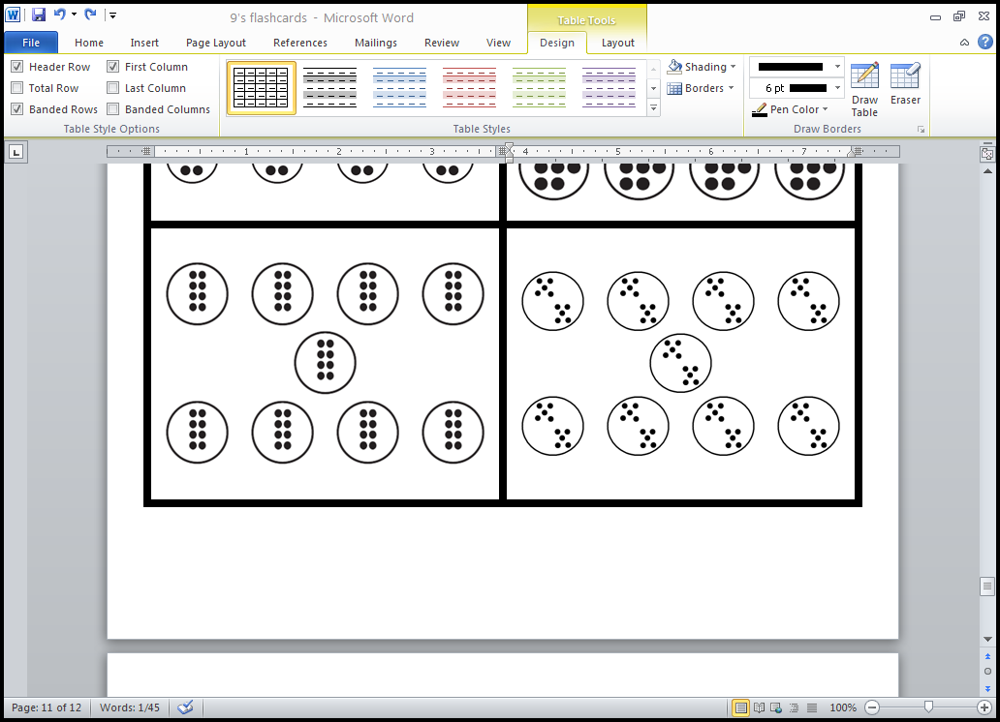 W
9's flashcards - Microsoft Word
Table Tools
File Home Insert Page Layout References Mailings Review View Design Layout
Header Row First Column
Total Row Last Column
Banded Rows Banded Columns
Table Style Options
Table Styles
Shading
Borders
6 pt
Pen Color
Draw Table
Eraser
Draw Borders
1 2 3 4 5 6 7
Page: 11 of 12 Words: 1/45 100%